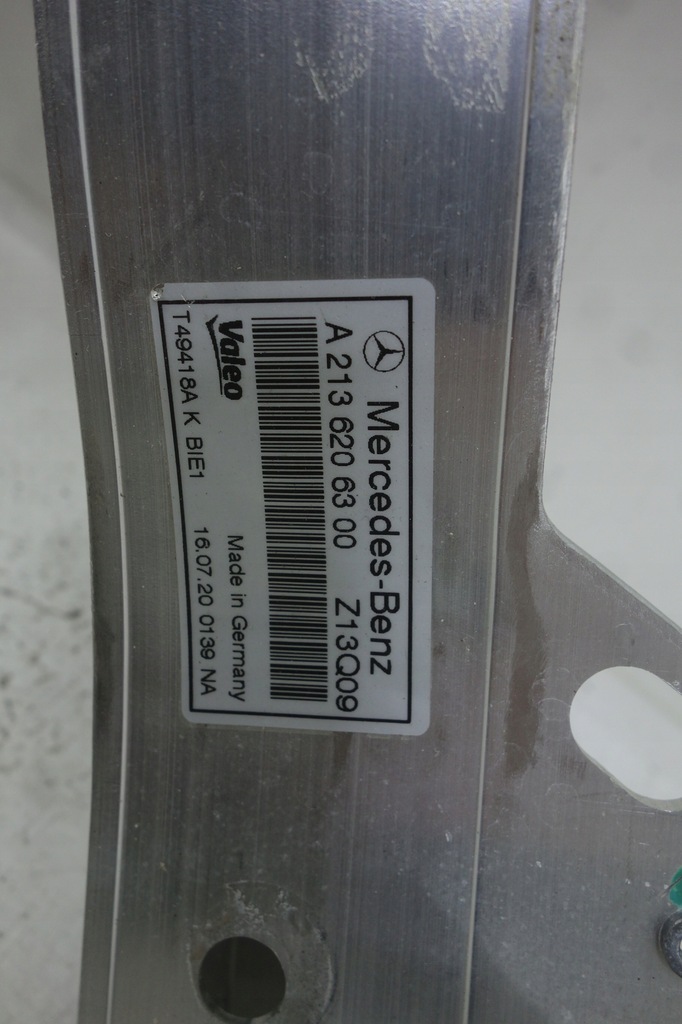 Mercedes-Benz
A 213 620 63 00 Z13Q09
Valeo Made in Germany
T49418A K BIE1 16.07.20 0139 NA